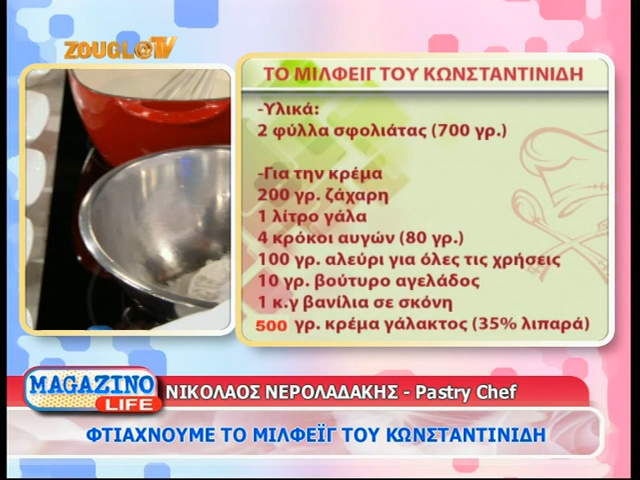 ZOUGL@TV
ΤΟ ΜΙΛΦΕΙΓ ΤΟΥ ΚΩΝΣΤΑΝΤΙΝΙΔΗ
-Υλικά:
2 φύλλα σφολιάτας (700 γρ.)
-Για την κρέμα
200 γρ. ζάχαρη
1 λίτρο γάλα
4 κρόκοι αυγών (80 γρ.)
100 γρ. αλεύρι για όλες τις χρήσεις
10 γρ. βούτυρο αγελάδος
1 κ.γ βανίλια σε σκόνη
500 γρ. κρέμα γάλακτος (35% λιπαρά)
MAGAZINO
LIFE
ΝΙΚΟΛΑΟΣ ΝΕΡΟΛΑΔΑΚΗΣ - Pastry Chef
ΦΤΙΑΧΝΟΥΜΕ ΤΟ ΜΙΛΦΕΪΓ ΤΟΥ ΚΩΝΣΤΑΝΤΙΝΙΔΗ